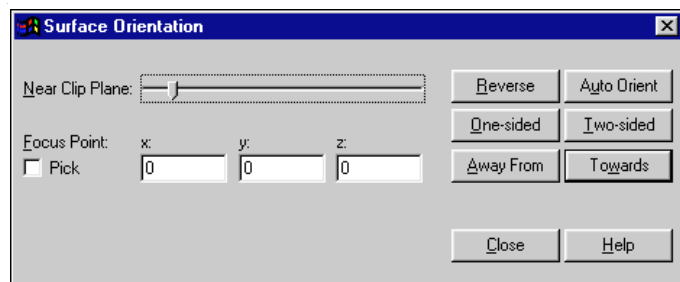 Surface Orientation
Near Clip Plane:
Reverse Auto Orient
Focus Point: x: y: z:
One-sided Two-sided
Pick 0 0 0
Away From Towards
Close Help